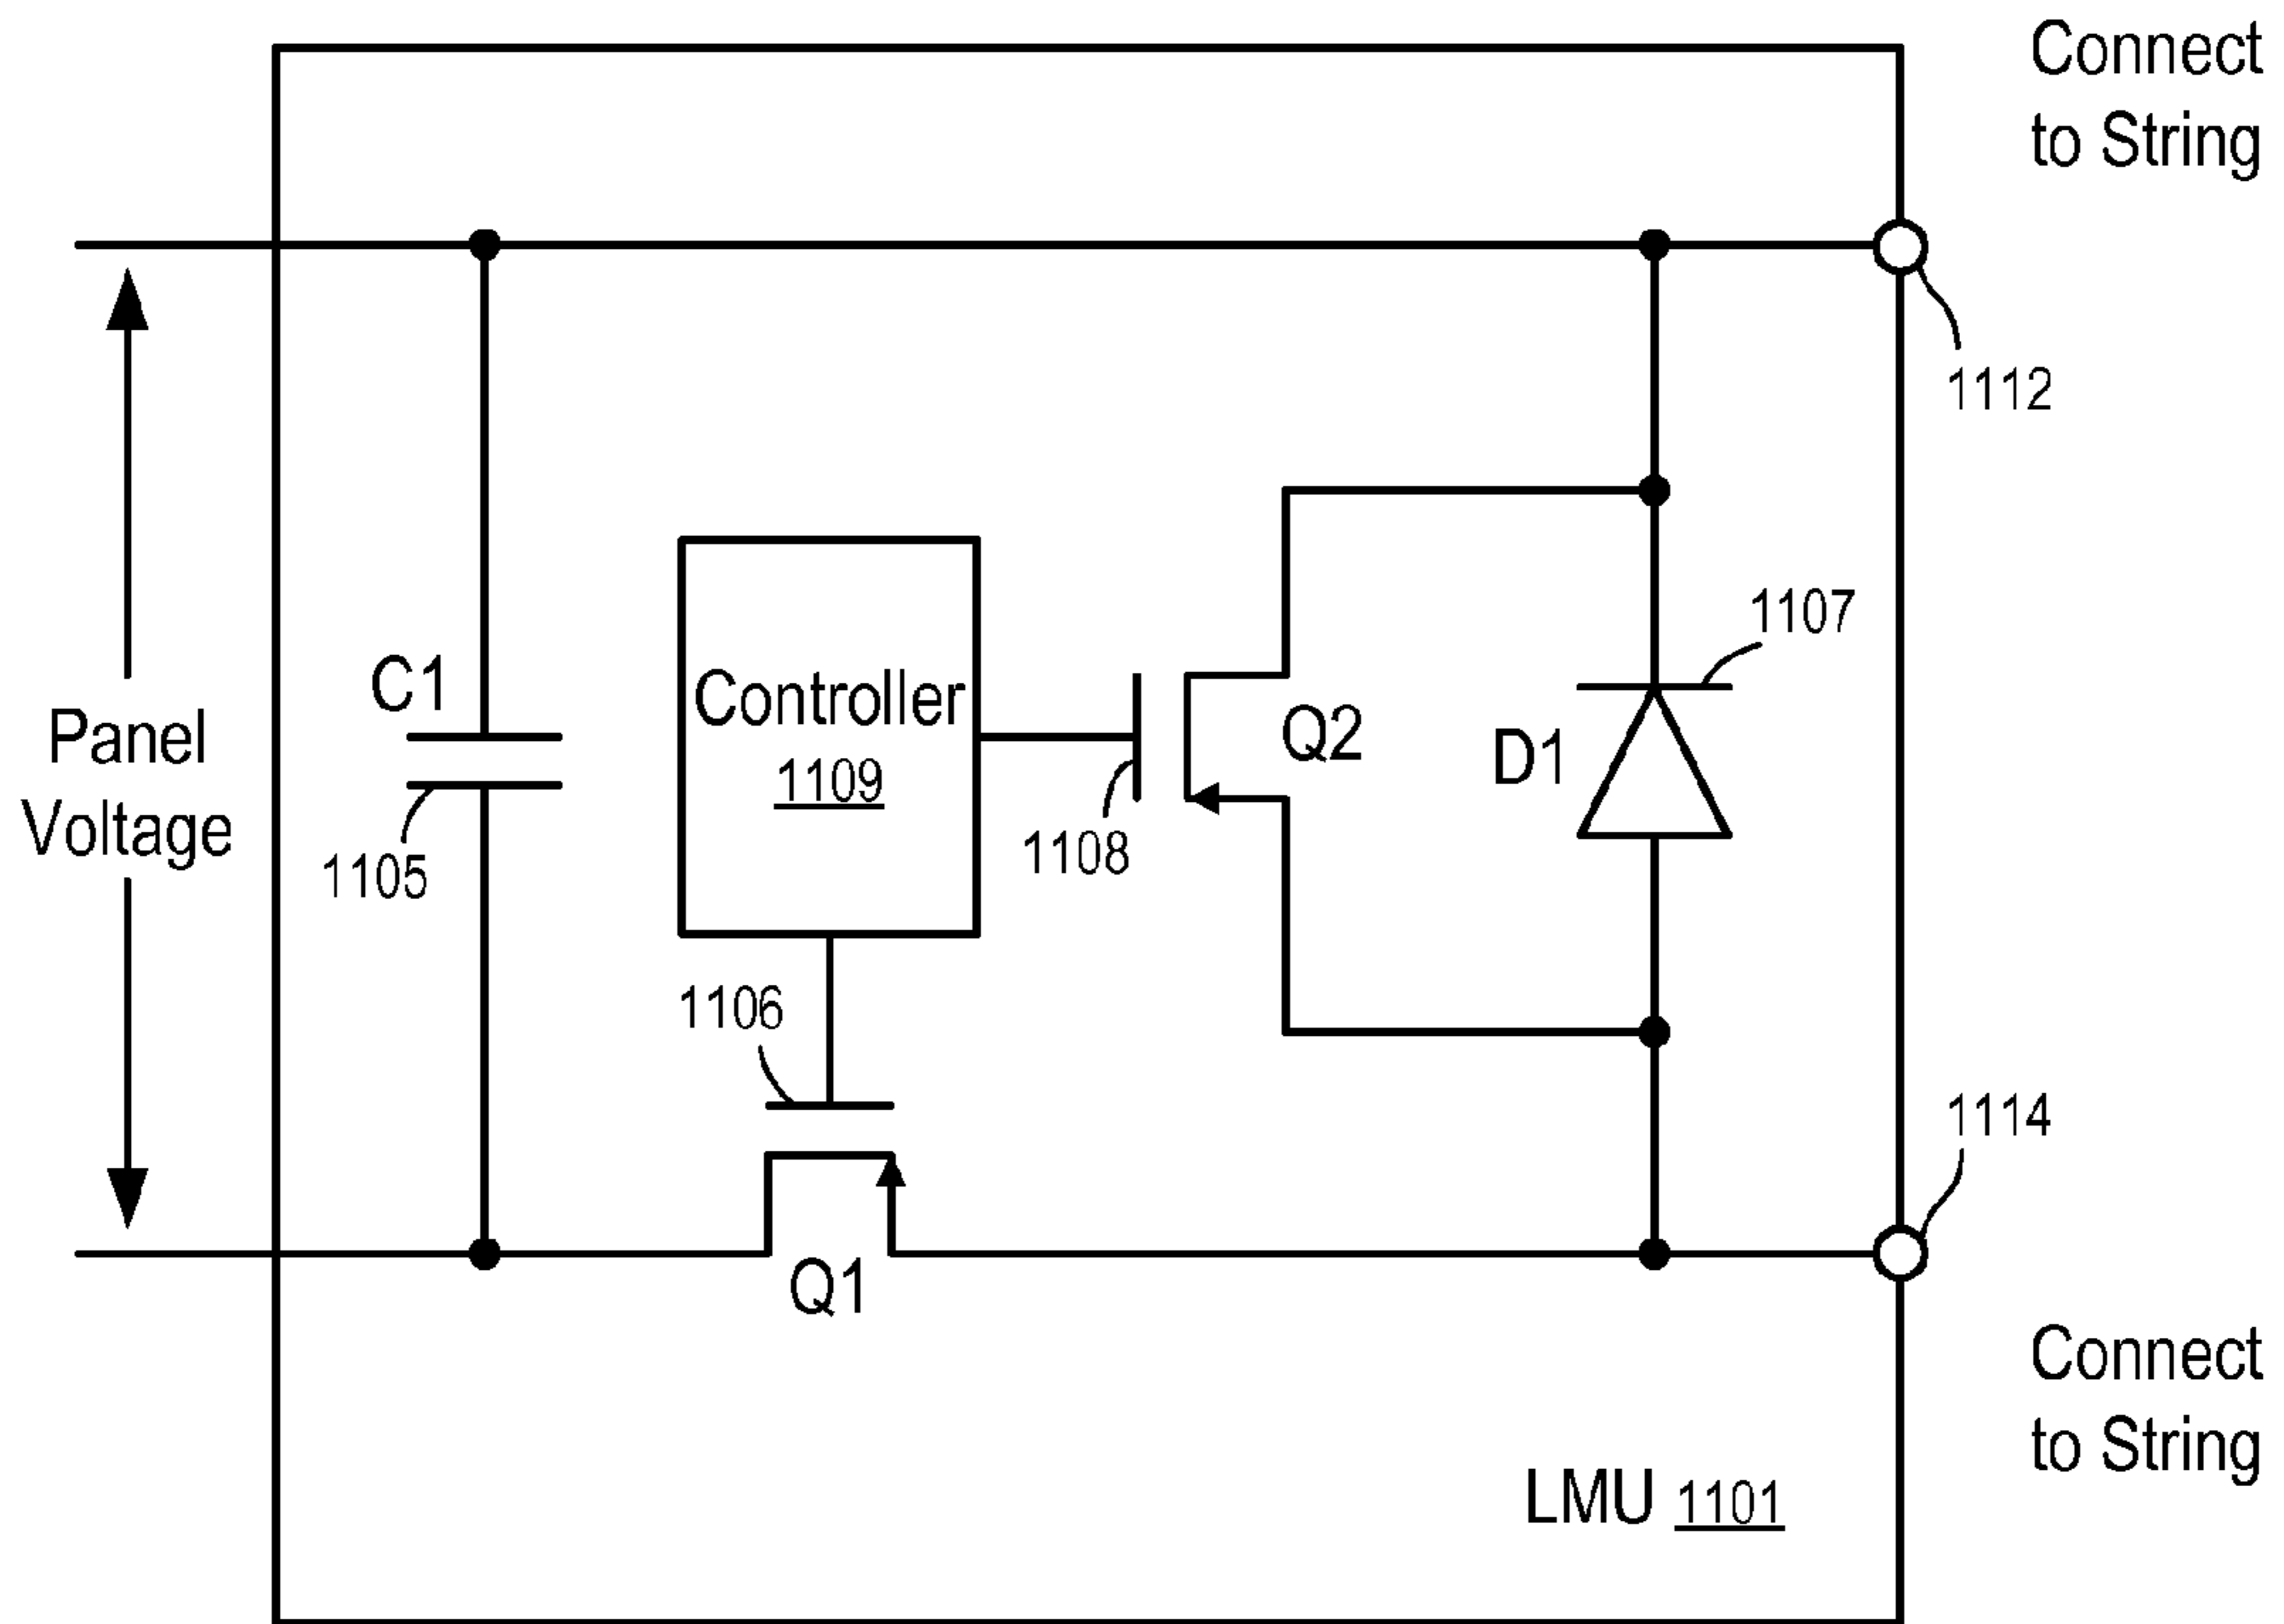 Connect
to String
1112
1107
C1
Controller
1109
Q2
D1
Panel
Voltage
1105
1108
1106
1114
Q1
Connect
to String
LMU 1101